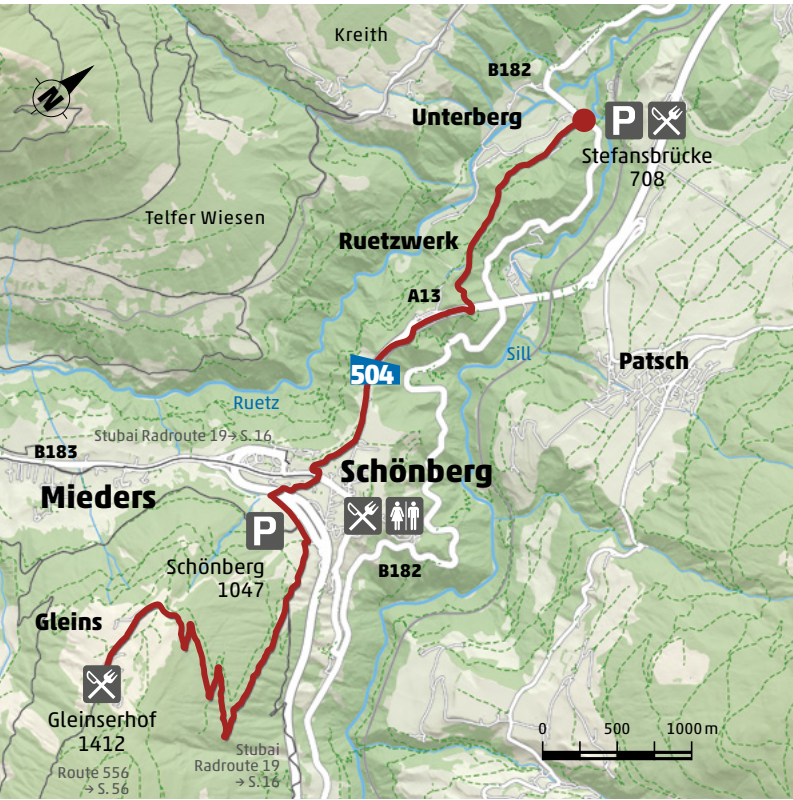 Kreith
B182
N
Unterberg
P
Stefansbrücke
708
Telfer Wiesen
Ruetzwerk
A13
Sill
504
Patsch
Ruetz
Stubai Radroute 19→S.16
B183
Schönberg
Mieders
P
Schönberg
1047
B182
Gleins
Gleinserhof
1412
0 500 1000 m
Stubai
Radroute 19
→ S.16
Route 556
→ S.56